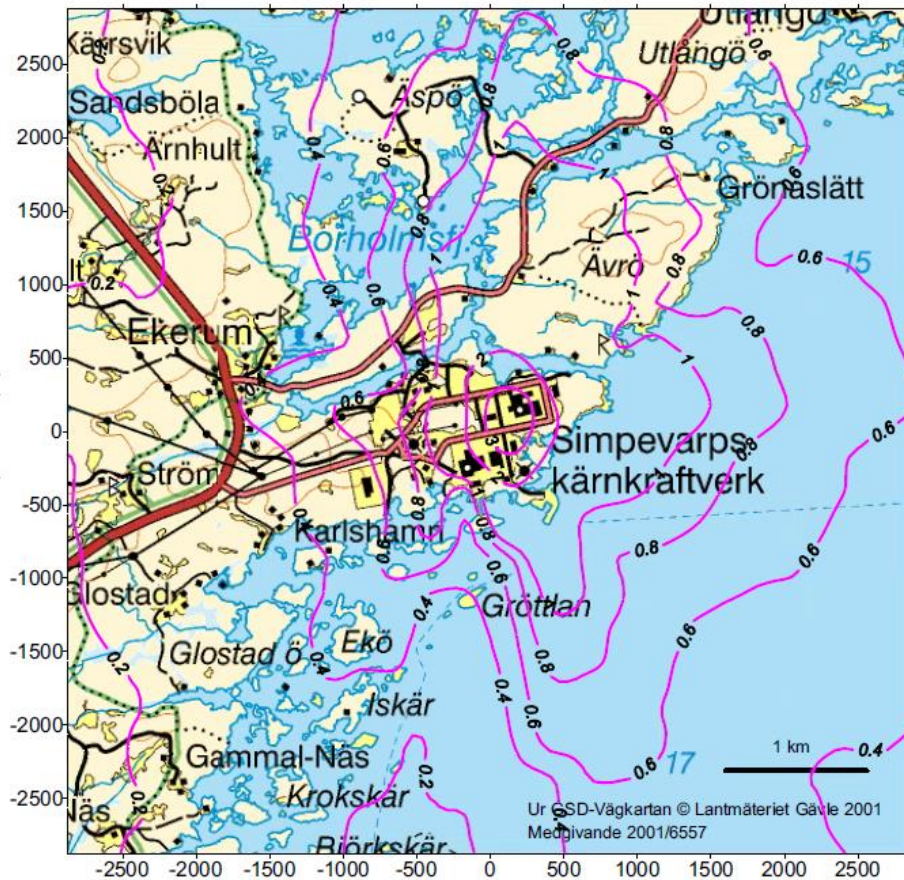 Utlångö
Kärrsvik
Utlångö
2500
Äspö
Sandsböla
2000
Ärnhult
Grönaslätt
1500
Borholmsfj.
Ävrö
15
1000
Ekerum
500
0
Simpevarps
kärnkraftverk
Ström
-500
Karlshamn
-1000
Glostad
Gröttlan
Glostad ö
Ekö
-1500
Iskär
-2000
Gammal-Näs
17
1 km
Krokskär
-2500
Näs
Ur GSD-Vägkartan © Lantmäteriet Gävle 2001
Medgivande 2001/6557
Björkskär
-2500 -2000 -1500 -1000 -500 0 500 1000 1500 2000 2500
0.2
0.4
0.6
0.8
1
2
3